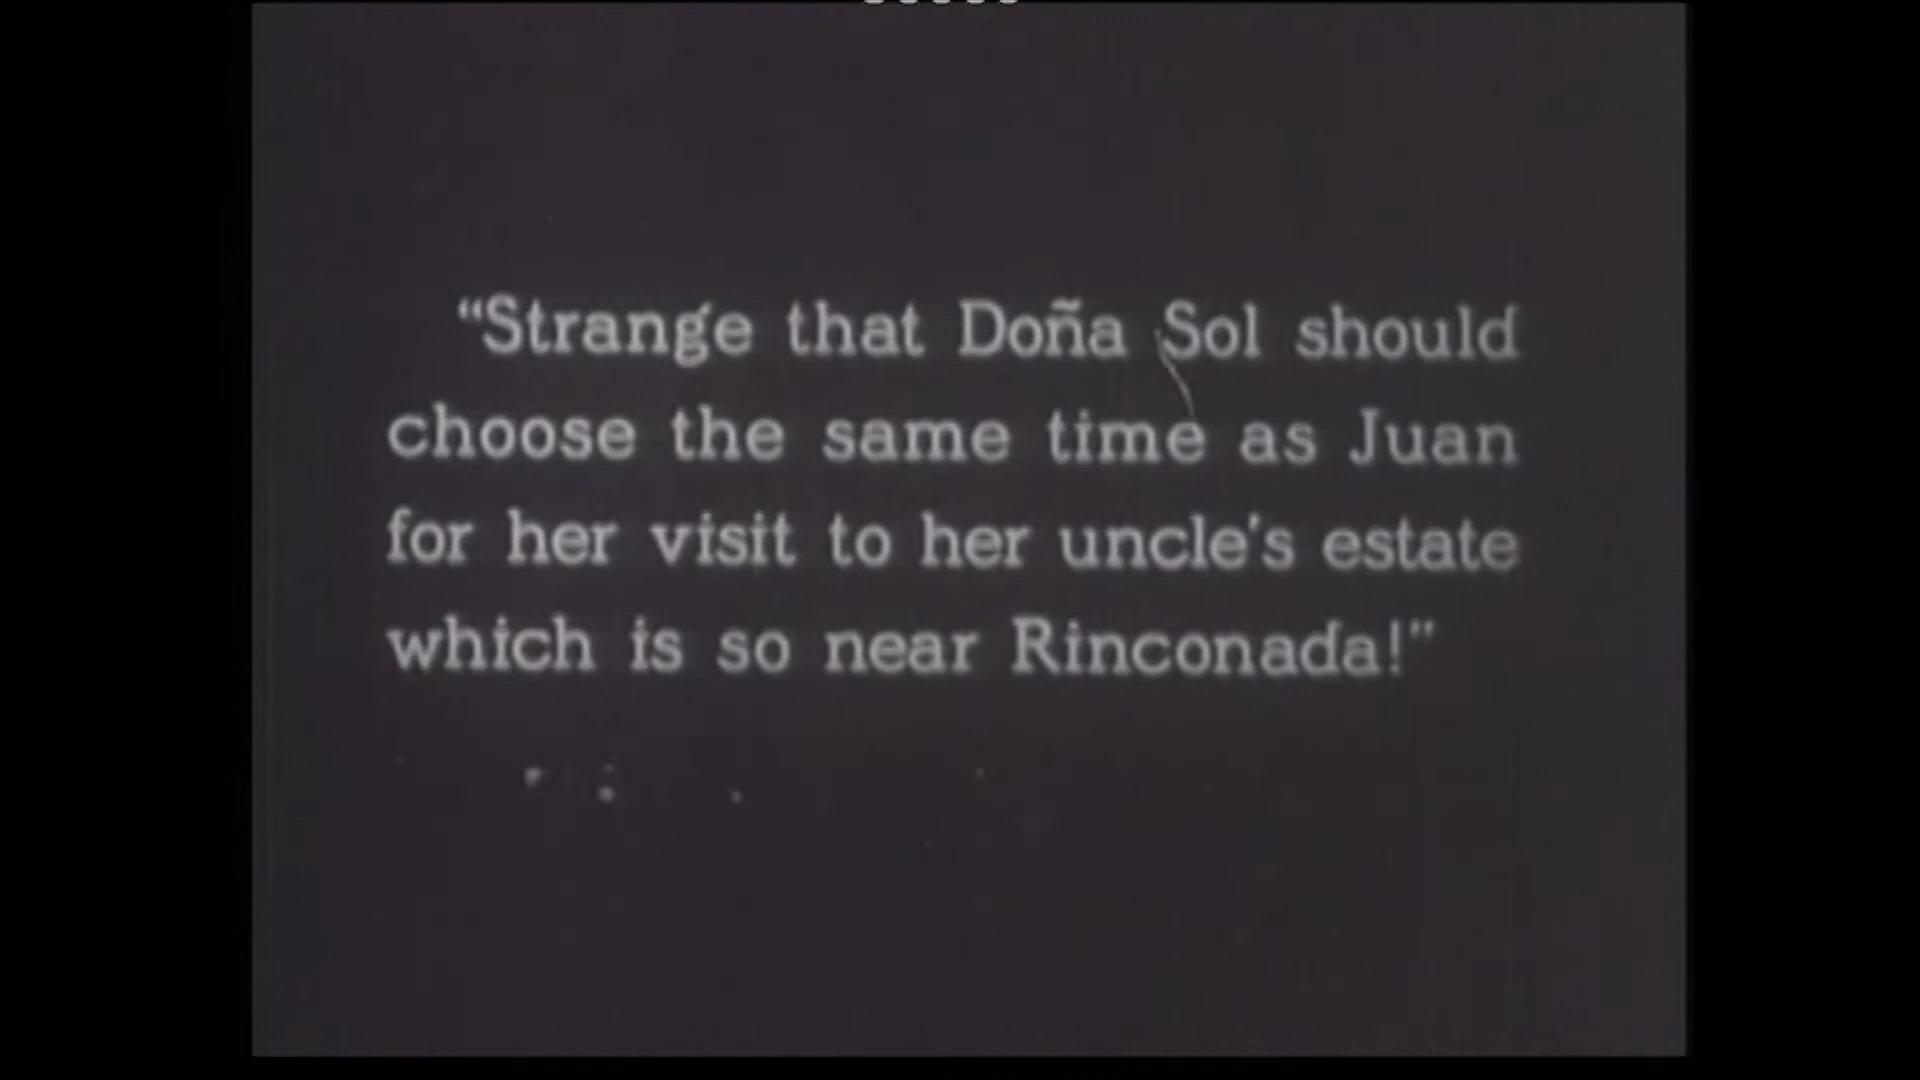 “Strange that Doña Sol should
choose the same time as Juan
for her visit to her uncle's estate
which is so near Rinconada!”